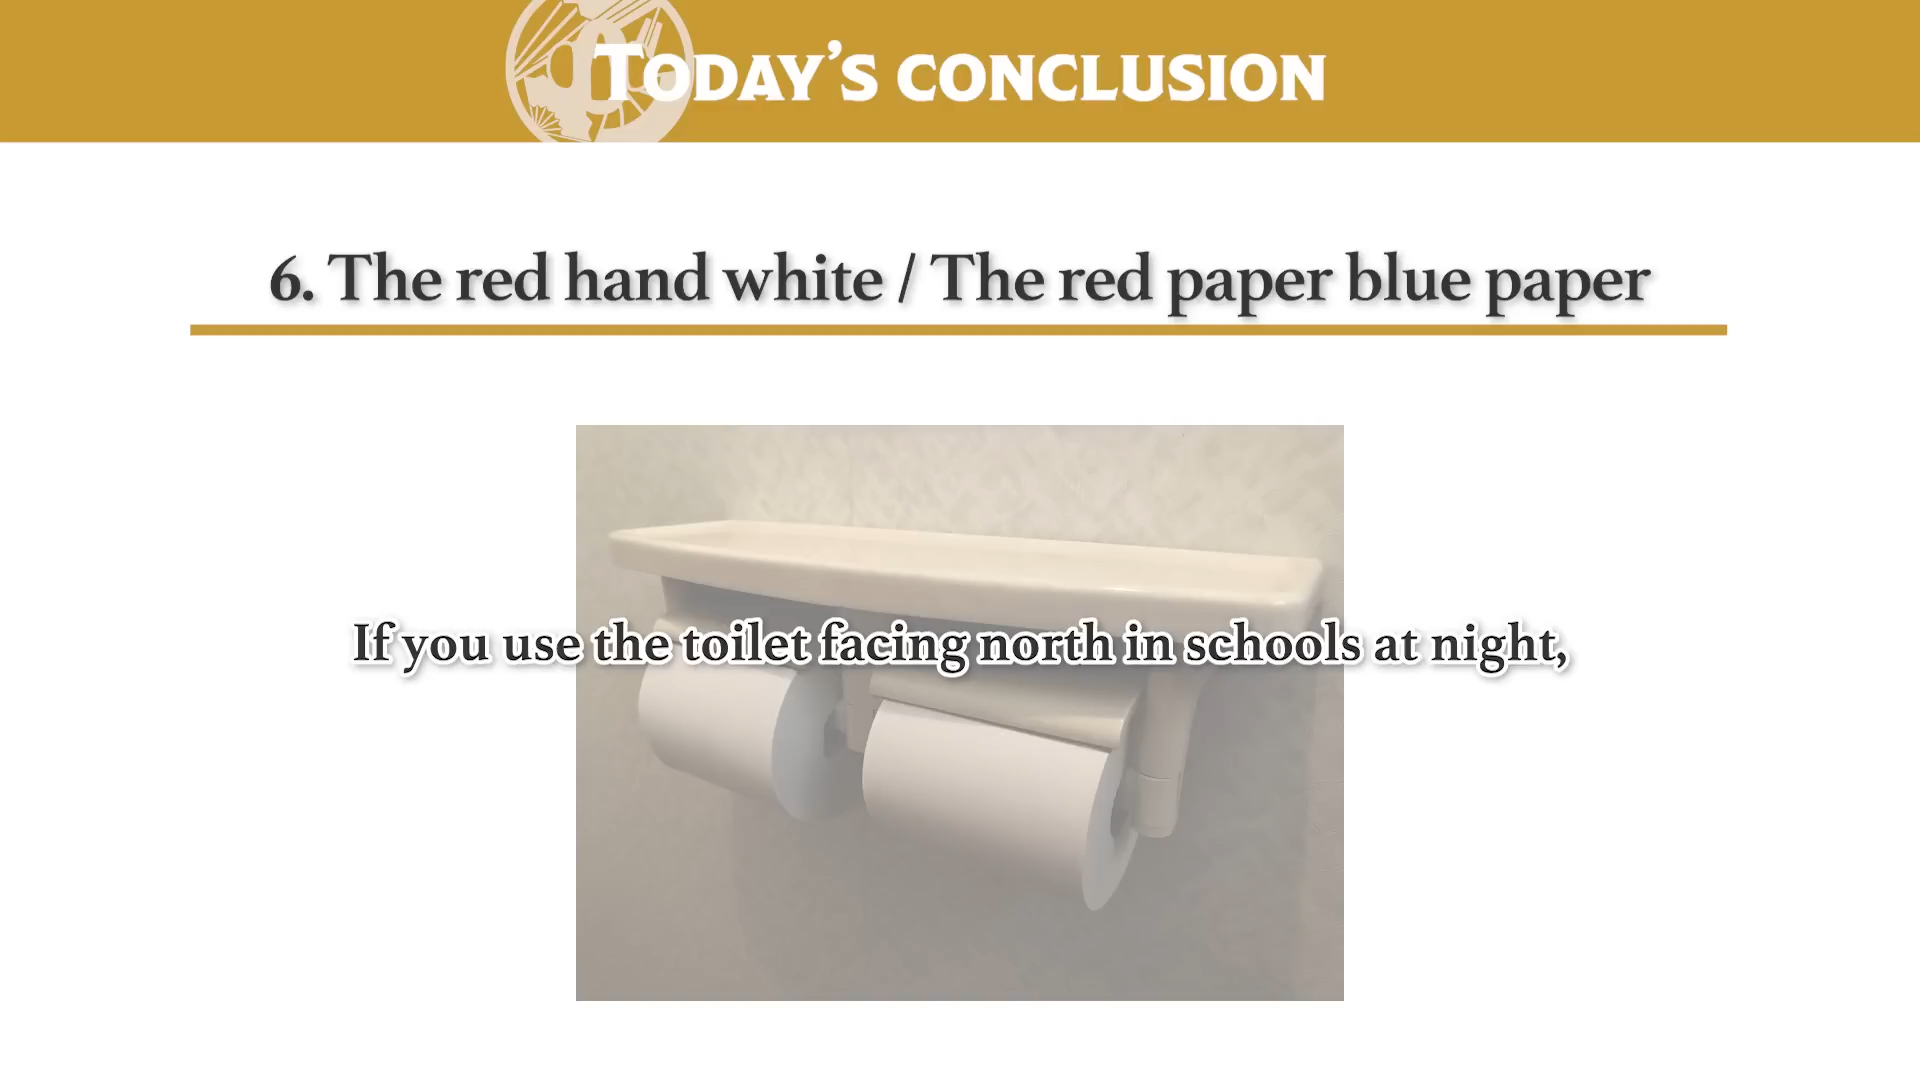 Today's conclusion
6. The red hand white / The red paper blue paper
If you use the toilet facing north in schools at night,